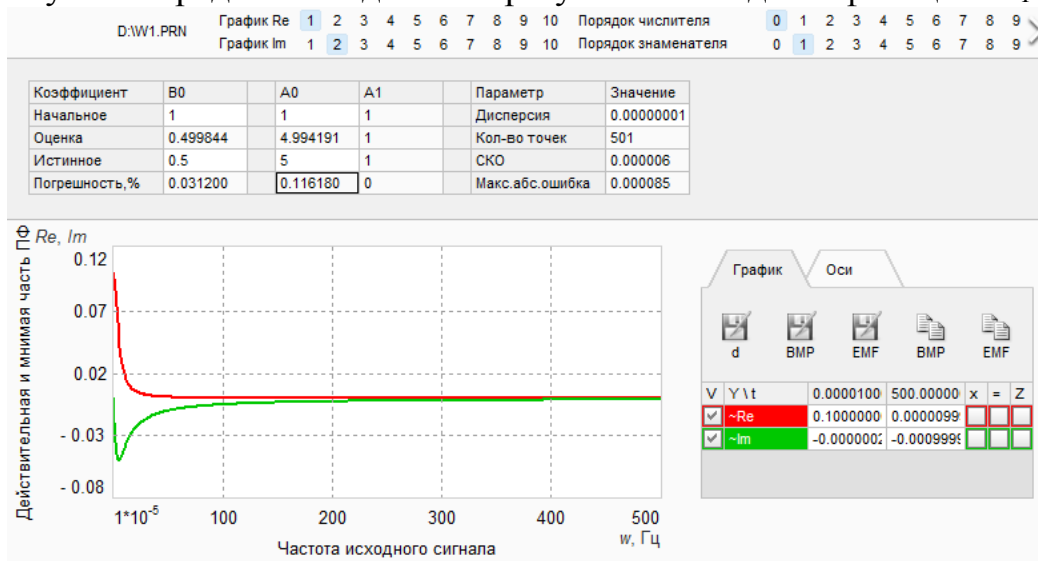 D:\W1.PRN
График Re 1 2 3 4 5 6 7 8 9 10 Порядок числителя 0 1 2 3 4 5 6 7 8 9
График Im 1 2 3 4 5 6 7 8 9 10 Порядок знаменателя 0 1 2 3 4 5 6 7 8 9
Коэффициент B0 A0 A1 Параметр Значение
Начальное 1 1 1 Дисперсия 0.00000001
Оценка 0.499844 4.994191 1 Кол-во точек 501
Истинное 0.5 5 1 СКО 0.000006
Погрешность,% 0.031200 0.116180 0 Макс.абс.ошибка 0.000085
Действительная и мнимая часть ПФ
Re, Im
0.12
0.07
0.02
- 0.03
- 0.08
1*10-5 100 200 300 400 500
w, Гц
Частота исходного сигнала
График Оси
d BMP EMF BMP EMF
V Y \ t 0.0000100 500.00000 x = Z
~Re 0.1000000 0.0000099
~Im -0.0000002 -0.0009999